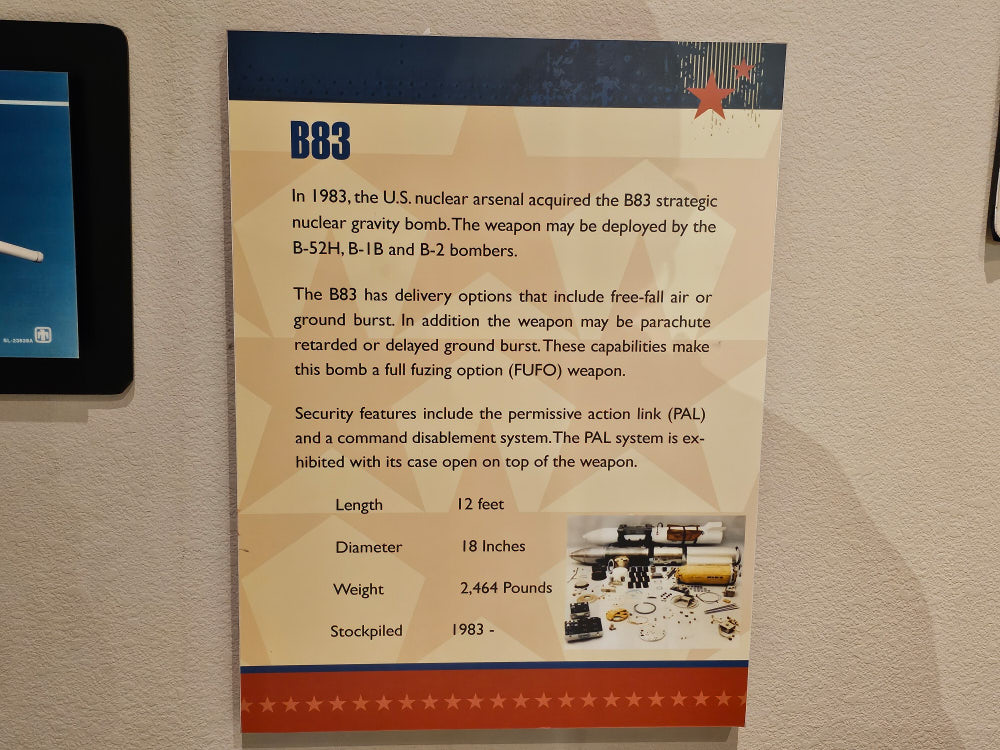 B83
In 1983, the U.S. nuclear arsenal acquired the B83 strategic
nuclear gravity bomb. The weapon may be deployed by the
B-52H, B-1B and B-2 bombers.
The B83 has delivery options that include free-fall air or
ground burst. In addition the weapon may be parachute
retarded or delayed ground burst. These capabilities make
this bomb a full fuzing option (FUFO) weapon.
Security features include the permissive action link (PAL)
and a command disablement system. The PAL system is ex-
hibited with its case open on top of the weapon.
Length 12 feet
Diameter 18 Inches
Weight 2,464 Pounds
Stockpiled 1983 -